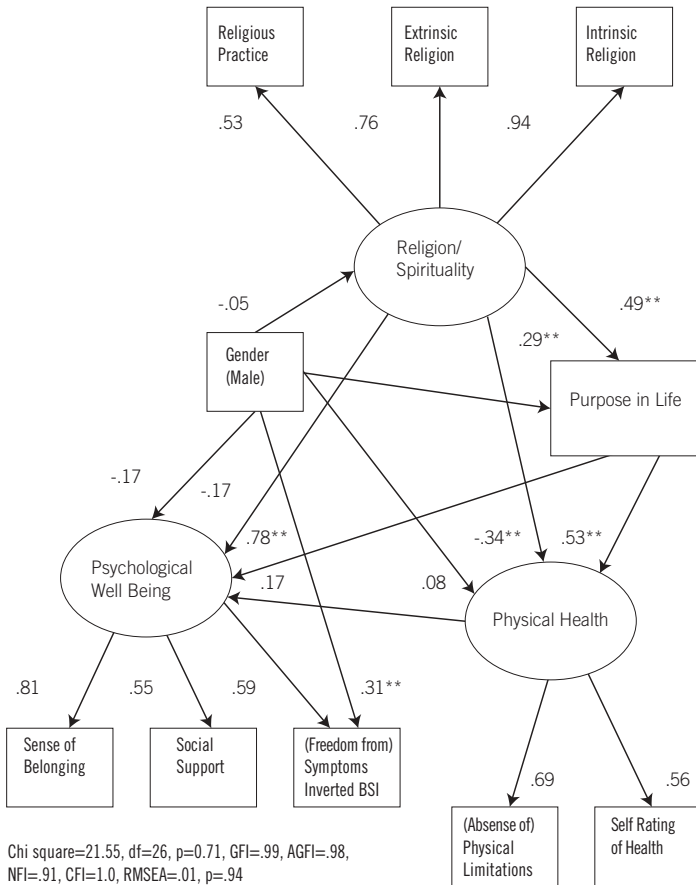 Religious
Practice
Extrinsic
Religion
Intrinsic
Religion
.53
.76
.94
Religion/
Spirituality
-.05
.49**
.29**
Gender
(Male)
Purpose in Life
-.17
-.17
.78**
-.34**
.53**
Psychological
Well Being
.17
.08
Physical Health
.81
.55
.59
.31**
Sense of
Belonging
Social
Support
(Freedom from)
Symptoms
Inverted BSI
.69
.56
(Absense of)
Physical
Limitations
Self Rating
of Health
Chi square=21.55, df=26, p=0.71, GFI=.99, AGFI=.98,
NFI=.91, CFI=1.0, RMSEA=.01, p=.94